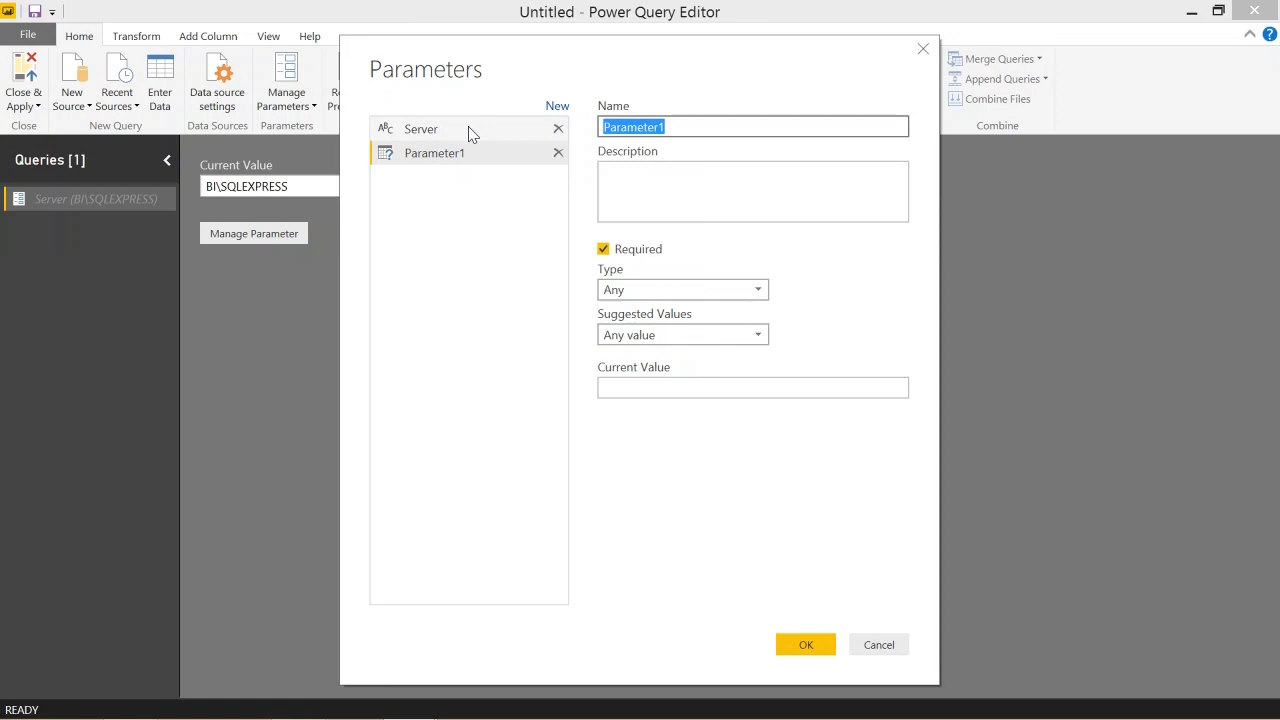 Untitled - Power Query Editor
File Home Transform Add Column View Help
Close & Apply
New Source
Recent Sources
Enter Data
Data source settings
Manage Parameters
Re
Pre
Merge Queries
Append Queries
Combine Files
Close
New Query
Data Sources
Parameters
Combine
Queries [1]
Server (BI\SQLEXPRESS)
Current Value
BI\SQLEXPRESS
Manage Parameter
Parameters
New
ABC Server
Parameter1
Name
Parameter1
Description
Required
Type
Any
Suggested Values
Any value
Current Value
OK
Cancel
READY